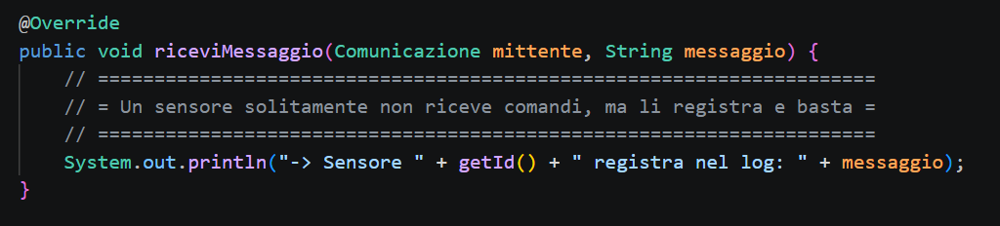 @Override
public void riceviMessaggio(Comunicazione mittente, String messaggio) {
// =====================================================================
// = Un sensore solitamente non riceve comandi, ma li registra e basta =
// =====================================================================
System.out.println("-> Sensore " + getId() + " registra nel log: " + messaggio);
}